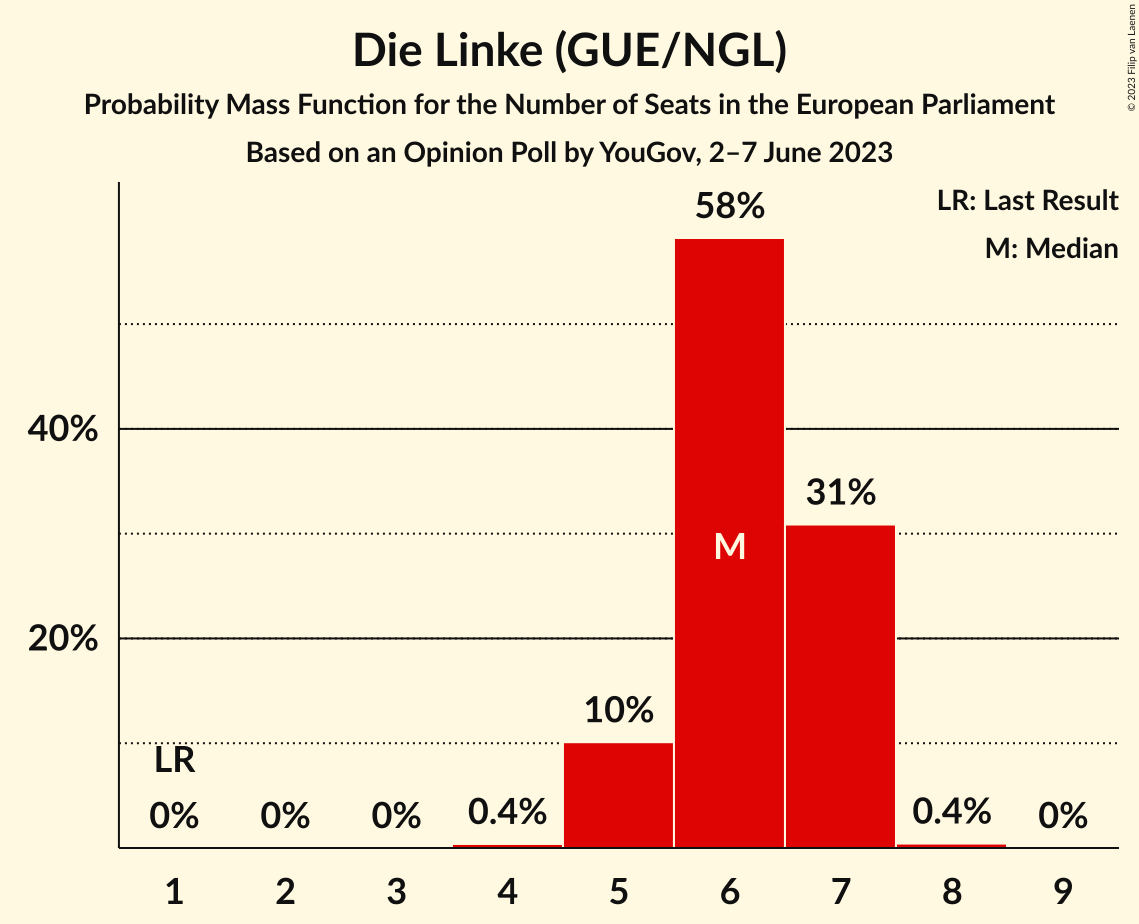 Die Linke (GUE/NGL)
Probability Mass Function for the Number of Seats in the European Parliament
Based on an Opinion Poll by YouGov, 2–7 June 2023
© 2023 Filip van Laenen
LR: Last Result
M: Median
58%
40%
31%
M
20%
10%
LR
0%
0%
0%
0.4%
0.4%
0%
1 2 3 4 5 6 7 8 9